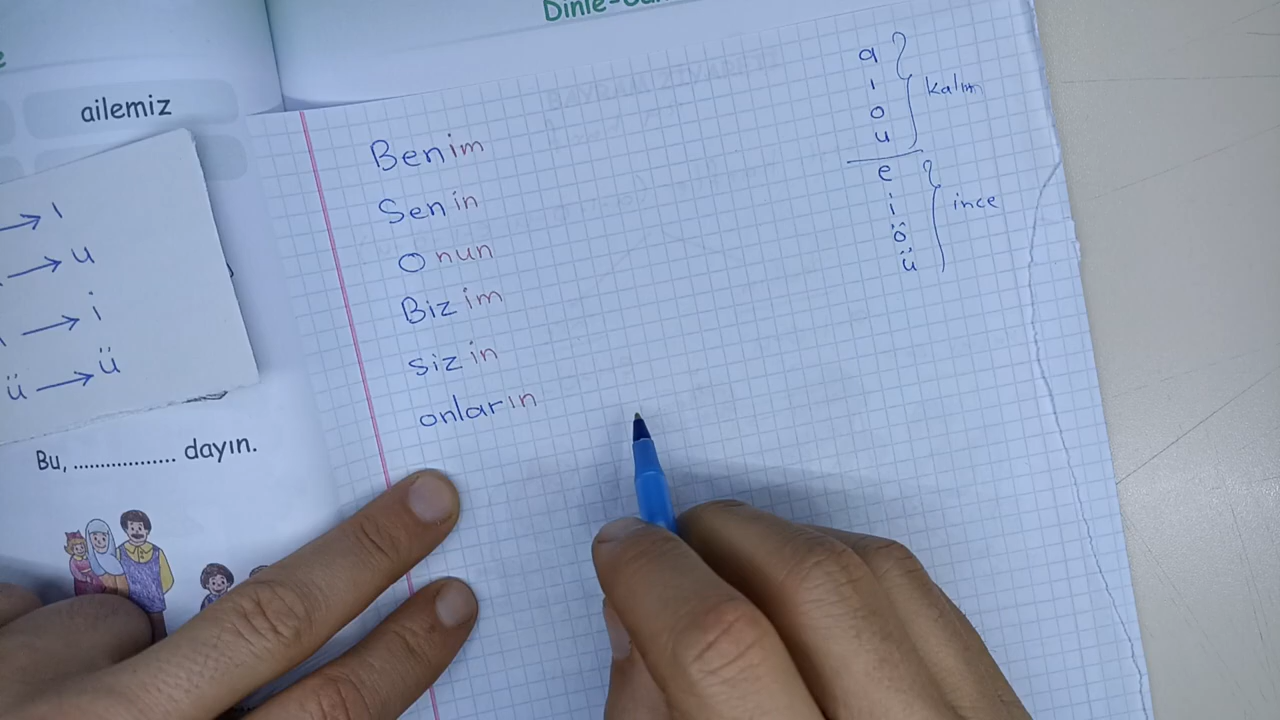 Dinle-
ailemiz
→ ı
→ u
→ i
ü → ü
Bu, .................. dayın.
Benim
Senin
Onun
Bizim
sizin
onların
a
ı
o
u
kalın
e
i
ö
ü
ince